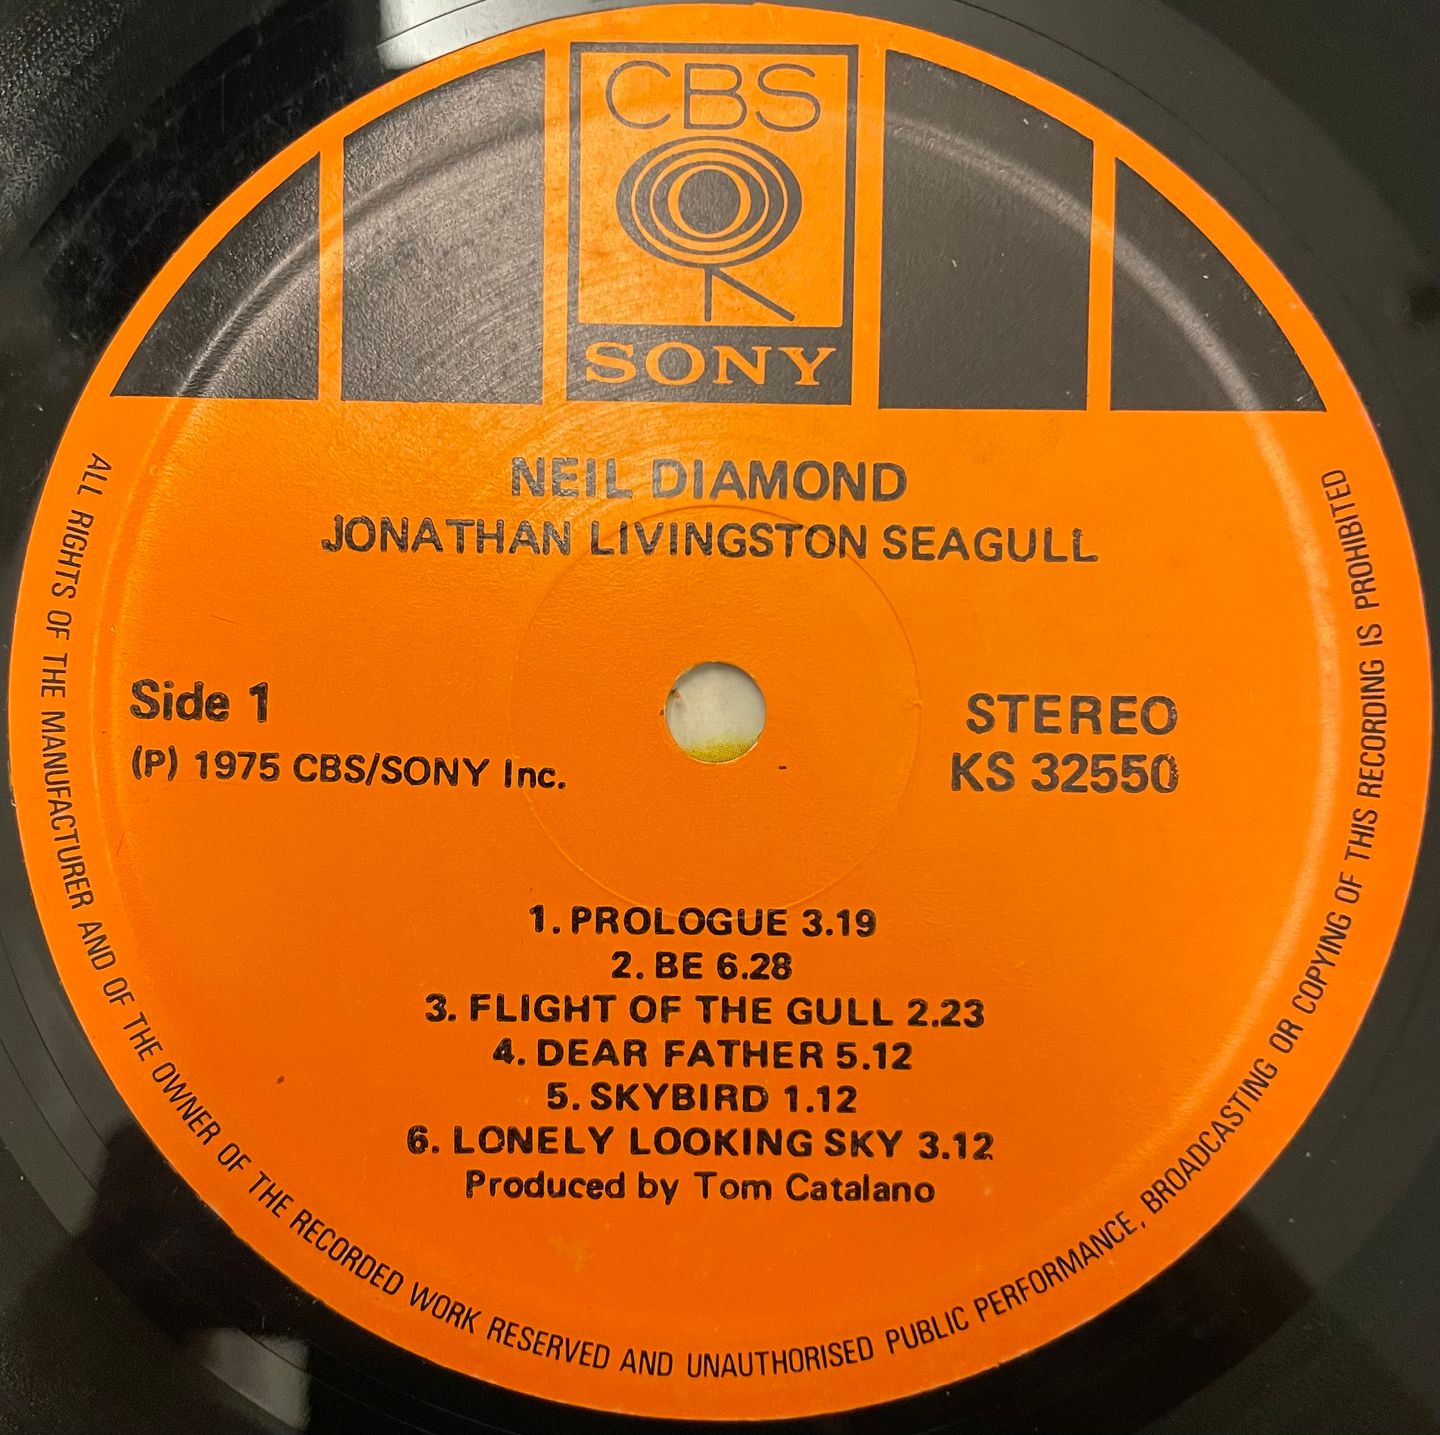 CBS
SONY
NEIL DIAMOND
JONATHAN LIVINGSTON SEAGULL
Side 1
(P) 1975 CBS/SONY Inc.
STEREO
KS 32550
1. PROLOGUE 3.19
2. BE 6.28
3. FLIGHT OF THE GULL 2.23
4. DEAR FATHER 5.12
5. SKYBIRD 1.12
6. LONELY LOOKING SKY 3.12
Produced by Tom Catalano
ALL RIGHTS OF THE MANUFACTURER AND OF THE OWNER OF THE RECORDED WORK RESERVED AND UNAUTHORISED PUBLIC PERFORMANCE, BROADCASTING OR COPYING OF THIS RECORDING IS PROHIBITED